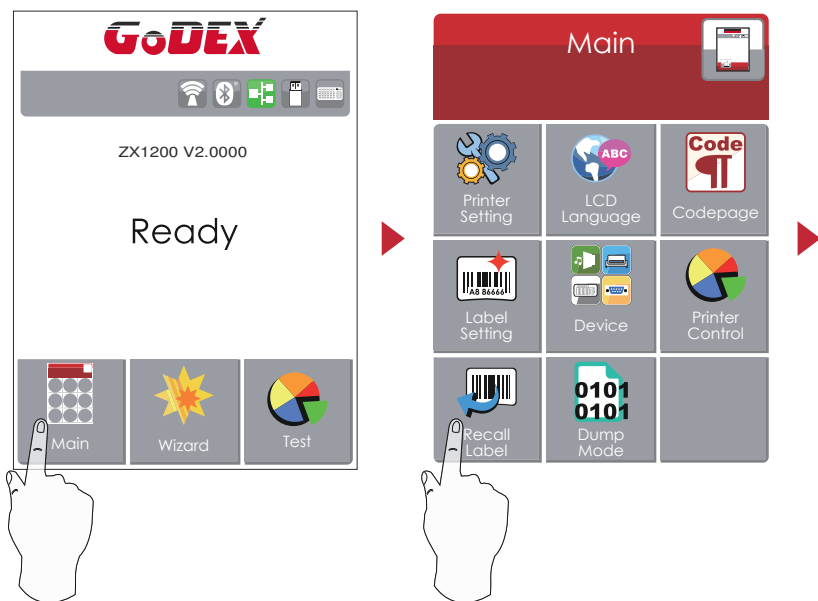 GoDEX
ZX1200 V2.0000
Ready
Main
Wizard
Test
Main
Printer
Setting
ABC
LCD
Language
Code
Codepage
A8 86666
Label
Setting
Device
Printer
Control
Recall
Label
0101
0101
Dump
Mode